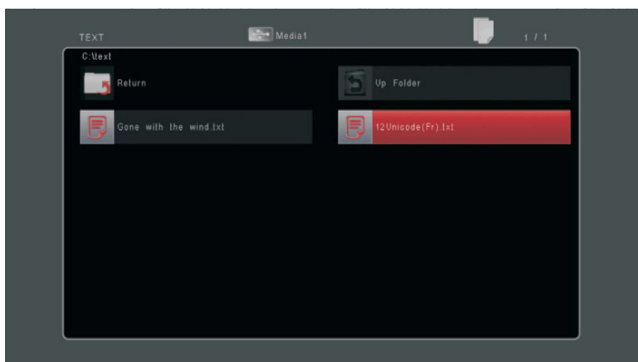 TEXT Media1 1 / 1
C:\text
Return Up Folder
Gone with the wind.txt 12Unicode(Fr).txt